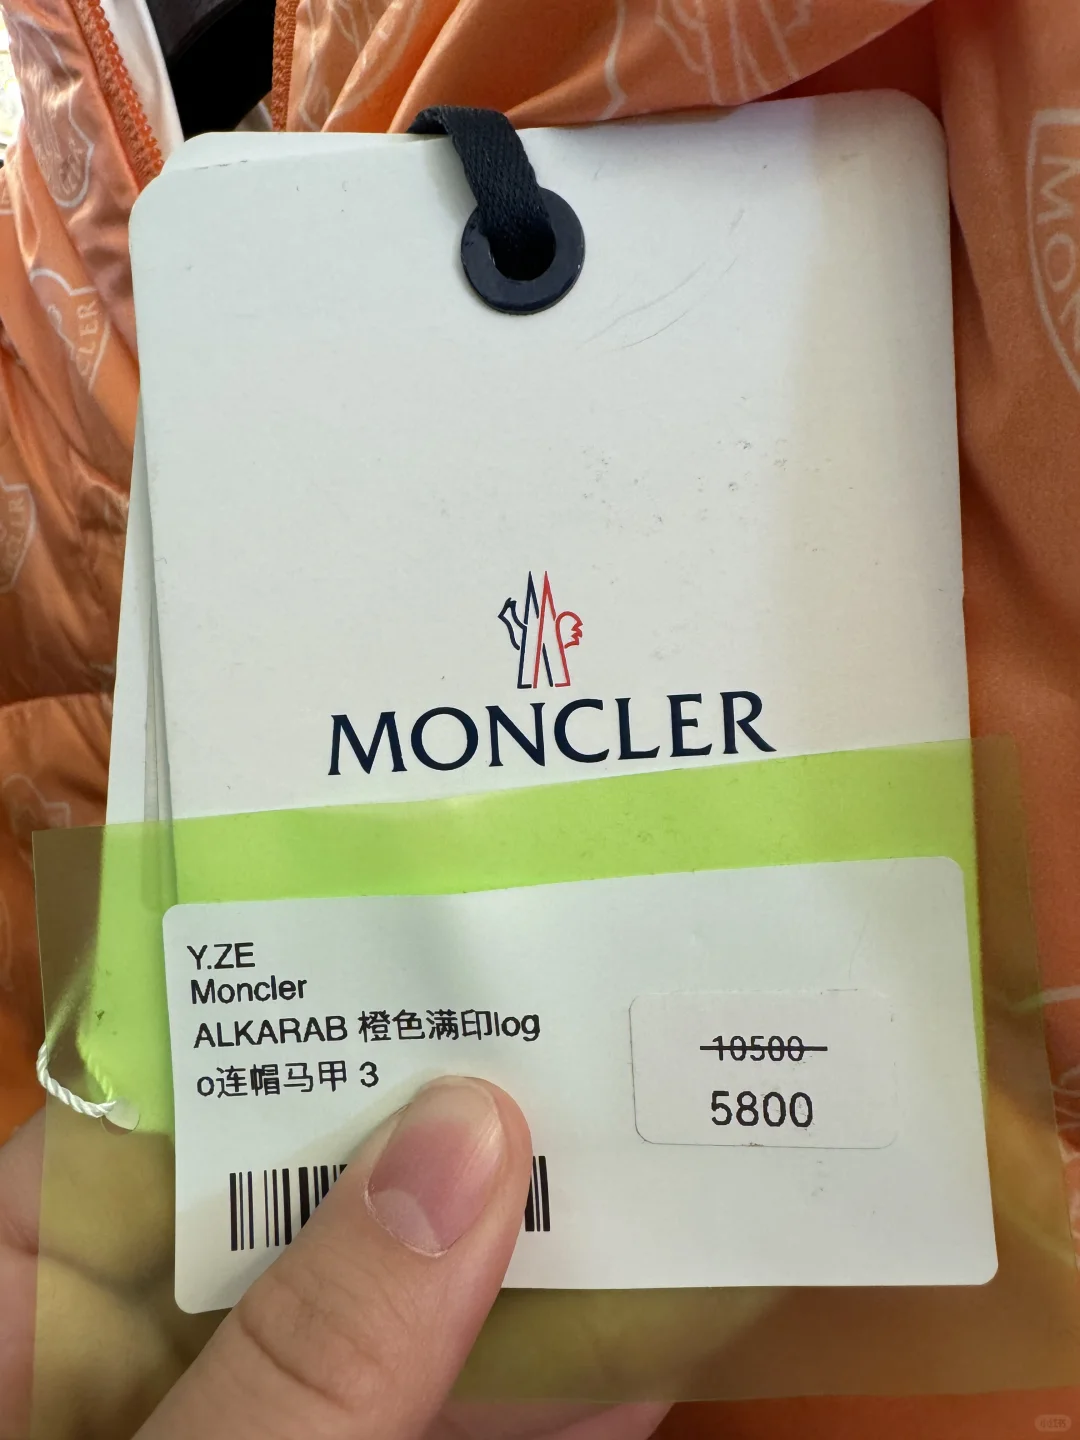 MONCLER
Y.ZE
Moncler
ALKARAB 橙色满印log
o连帽马甲 3
10500
5800
MONCLER